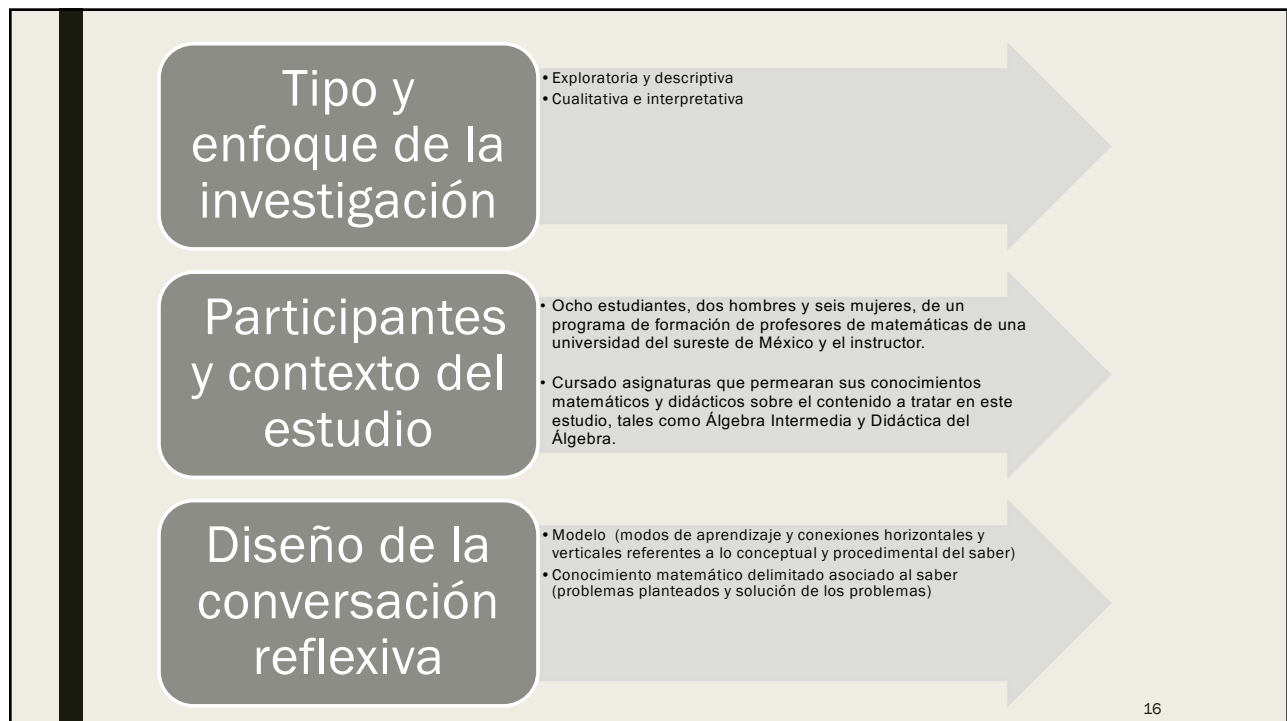 Tipo y
enfoque de la
investigación
• Exploratoria y descriptiva
• Cualitativa e interpretativa
Participantes
y contexto del
estudio
• Ocho estudiantes, dos hombres y seis mujeres, de un
programa de formación de profesores de matemáticas de una
universidad del sureste de México y el instructor.
• Cursado asignaturas que permearan sus conocimientos
matemáticos y didácticos sobre el contenido a tratar en este
estudio, tales como Álgebra Intermedia y Didáctica del
Álgebra.
Diseño de la
conversación
reflexiva
• Modelo (modos de aprendizaje y conexiones horizontales y
verticales referentes a lo conceptual y procedimental del saber)
• Conocimiento matemático delimitado asociado al saber
(problemas planteados y solución de los problemas)
16